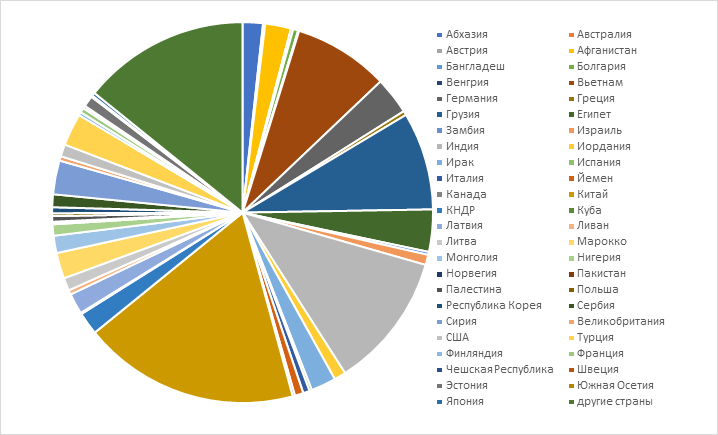 Абхазия Австралия
Австрия Афганистан
Бангладеш Болгария
Венгрия Вьетнам
Германия Греция
Грузия Египет
Замбия Израиль
Индия Иордания
Ирак Испания
Италия Йемен
Канада Китай
КНДР Куба
Латвия Ливан
Литва Марокко
Монголия Нигерия
Норвегия Пакистан
Палестина Польша
Республика Корея Сербия
Сирия Великобритания
США Турция
Финляндия Франция
Чешская Республика Швеция
Эстония Южная Осетия
Япония другие страны